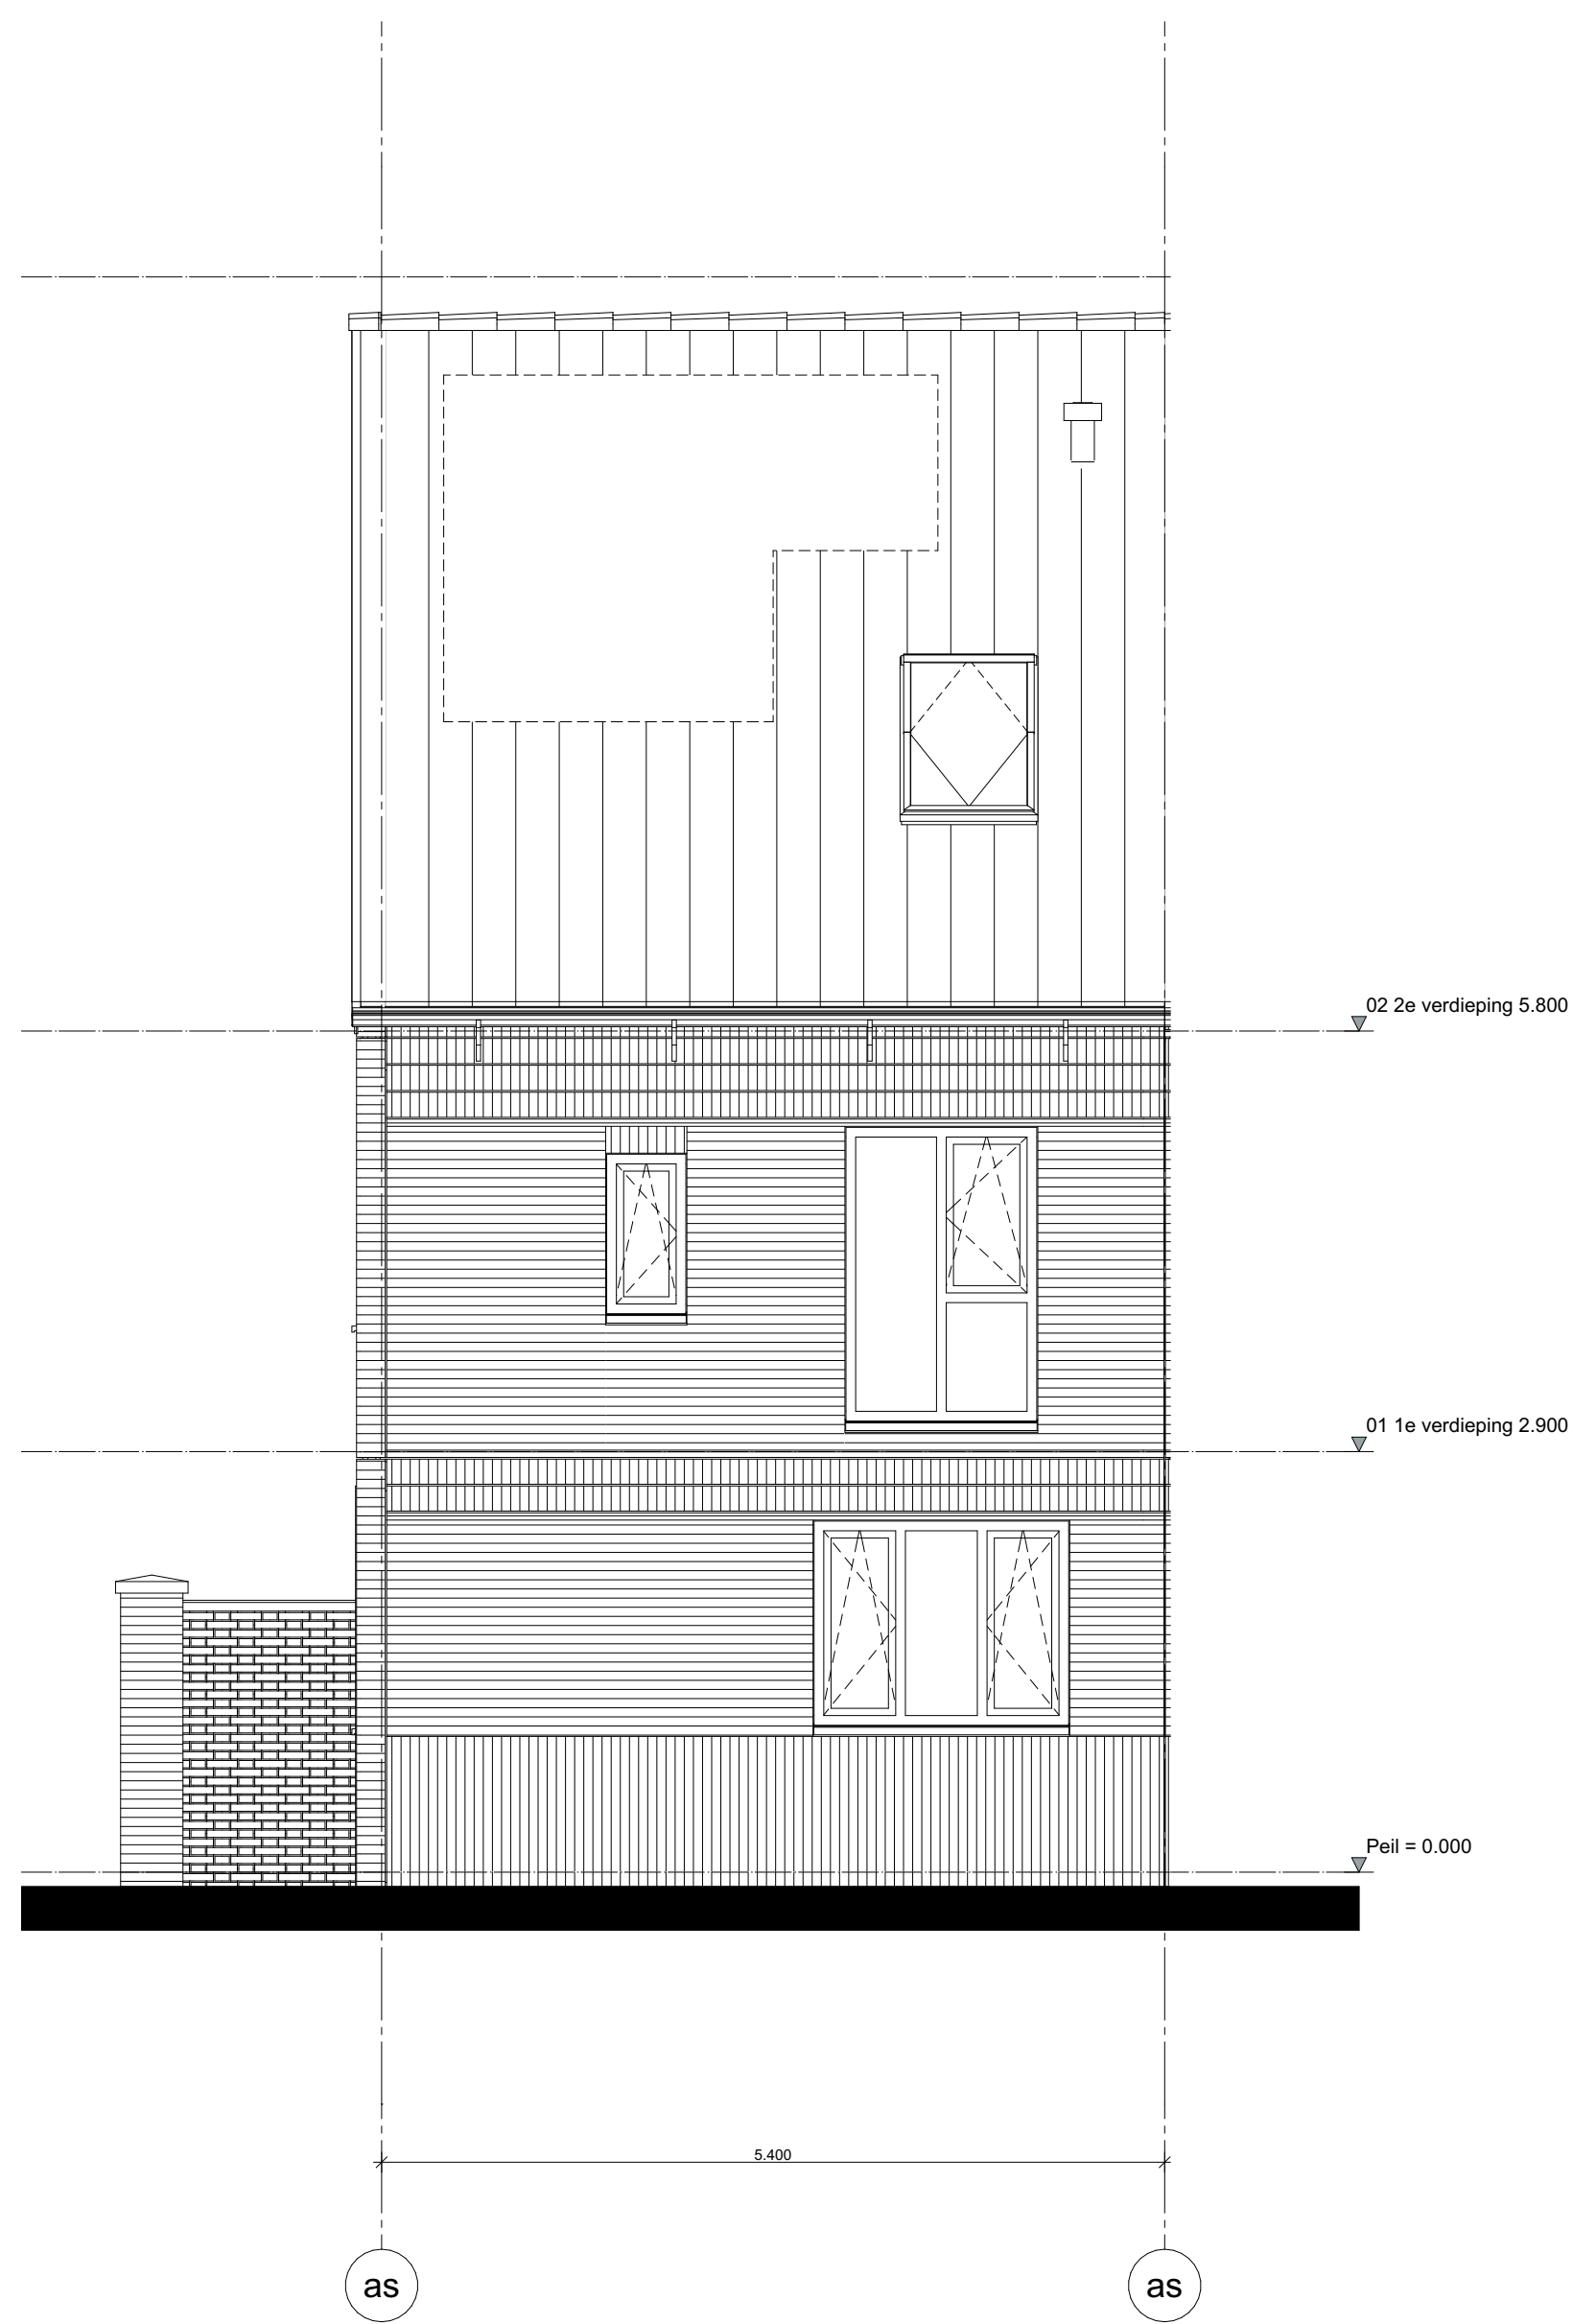 02 2e verdieping 5.800
01 1e verdieping 2.900
Peil = 0.000
5.400
as
as